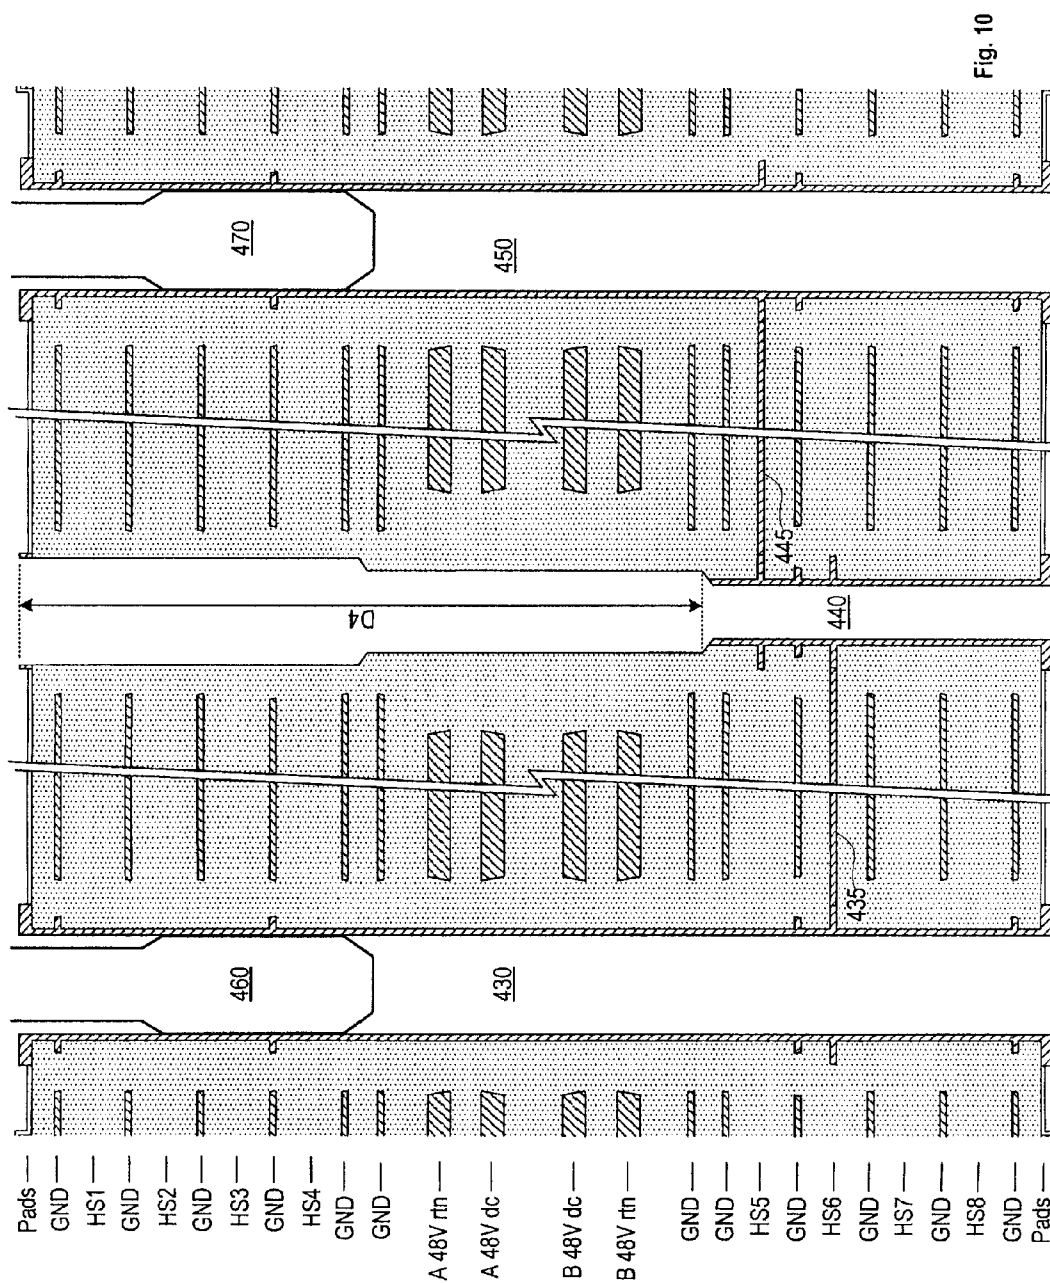 Fig. 10
470
450
445
D4
440
435
460
430
Pads
GND
HS1
GND
HS2
GND
HS3
GND
HS4
GND
GND
A 48V rtn
A 48V dc
B 48V dc
B 48V rtn
GND
GND
HS5
GND
HS6
GND
HS7
GND
HS8
GND
Pads